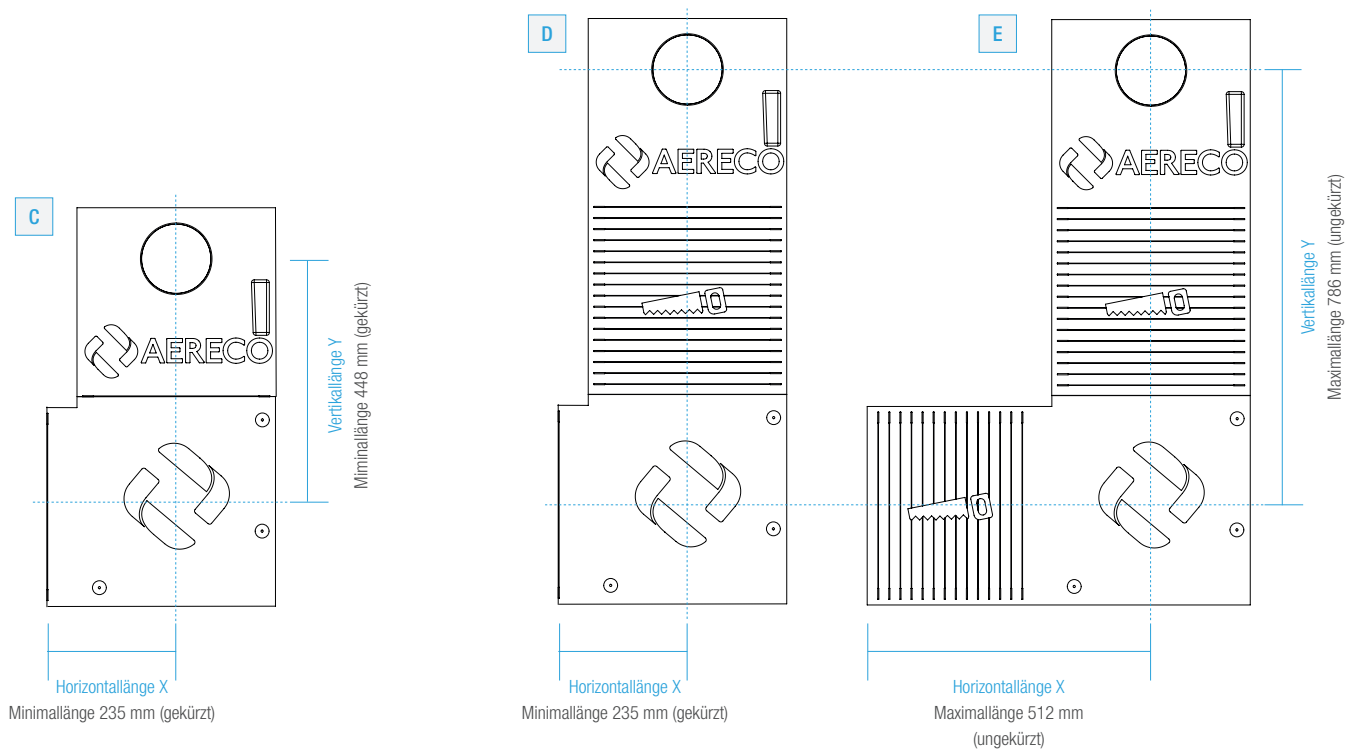 C
AERECO
Vertikallänge Y
Miminallänge 448 mm (gekürzt)
Horizontallänge X
Minimallänge 235 mm (gekürzt)
D
AERECO
Horizontallänge X
Minimallänge 235 mm (gekürzt)
E
AERECO
Vertikallänge Y
Maximallänge 786 mm (ungekürzt)
Horizontallänge X
Maximallänge 512 mm
(ungekürzt)